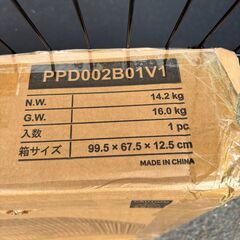 PPD002B01V1
N.W. 14.2 kg
G.W. 16.0 kg
入数 1 pc
箱サイズ 99.5 × 67.5 × 12.5 cm
MADE IN CHINA